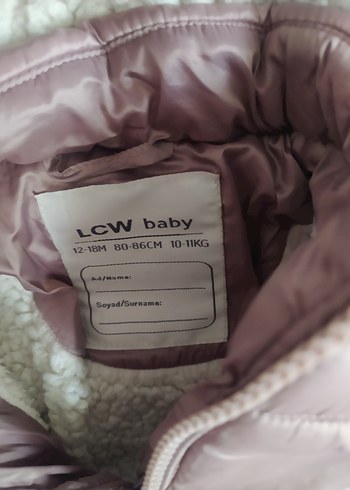 LCW baby
12-18M 80-86CM 10-11KG
Ad/Name:
Soyad/Surname: